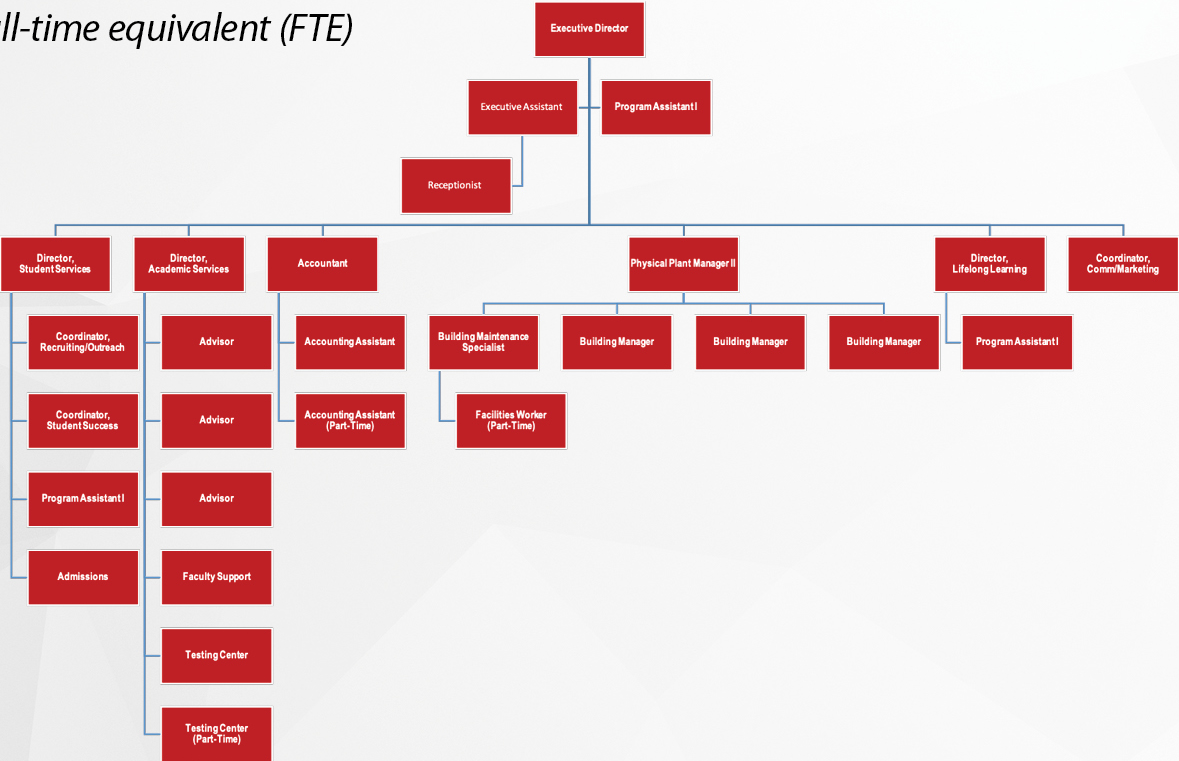 ll-time equivalent (FTE)
Executive Director
Executive Assistant
Program Assistant I
Receptionist
Director,
Student Services
Director,
Academic Services
Accountant
Physical Plant Manager II
Director,
Lifelong Learning
Coordinator,
Comm/Marketing
Coordinator,
Recruiting/Outreach
Advisor
Accounting Assistant
Building Maintenance
Specialist
Building Manager
Building Manager
Building Manager
Program Assistant I
Coordinator,
Student Success
Advisor
Accounting Assistant
(Part-Time)
Facilities Worker
(Part-Time)
Program Assistant I
Advisor
Admissions
Faculty Support
Testing Center
Testing Center
(Part-Time)